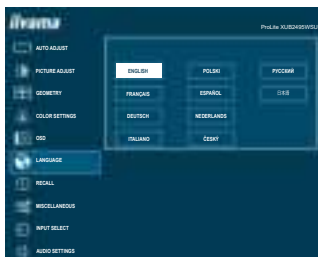 iiyama
ProLite XUB2495WSU
AUTO ADJUST
PICTURE ADJUST
GEOMETRY
COLOR SETTINGS
OSD
LANGUAGE
RECALL
MISCELLANEOUS
INPUT SELECT
AUDIO SETTINGS
ENGLISH POLSKI РУССКИЙ
FRANÇAIS ESPAÑOL 日本語
DEUTSCH NEDERLANDS
ITALIANO ČESKY